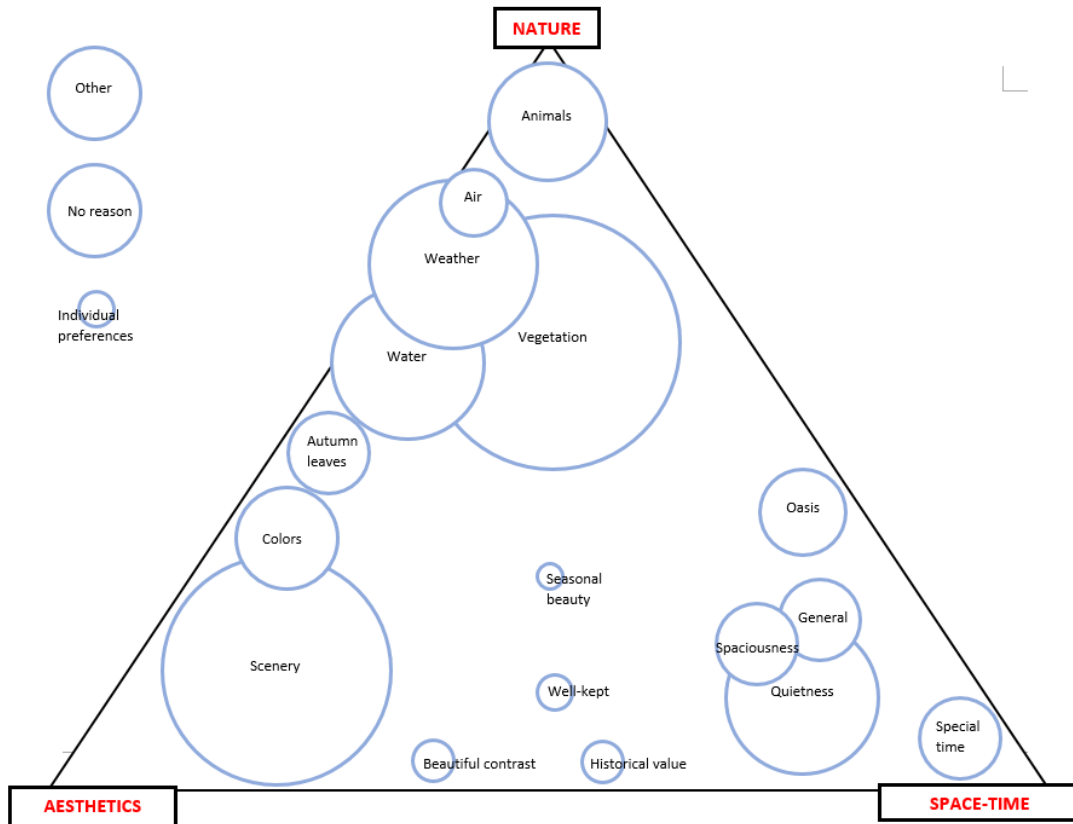 NATURE
Other
Animals
No reason
Air
Weather
Individual
preferences
Vegetation
Water
Autumn
leaves
Oasis
Colors
Seasonal
beauty
General
Spaciousness
Scenery
Well-kept
Quietness
Special
time
Beautiful contrast
Historical value
AESTHETICS
SPACE-TIME